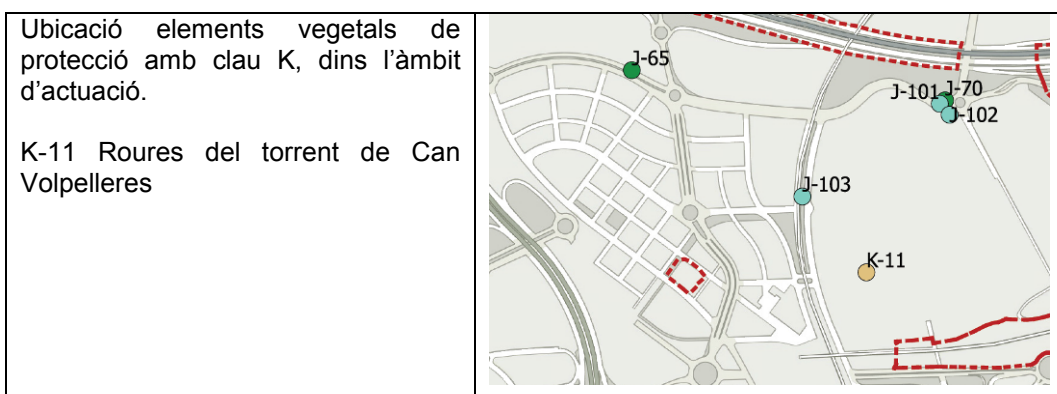 Ubicació elements vegetals de
protecció amb clau K, dins l’àmbit
d’actuació.
K-11 Roures del torrent de Can
Volpelleres
J-65
J-101
J-70
J-102
J-103
K-11